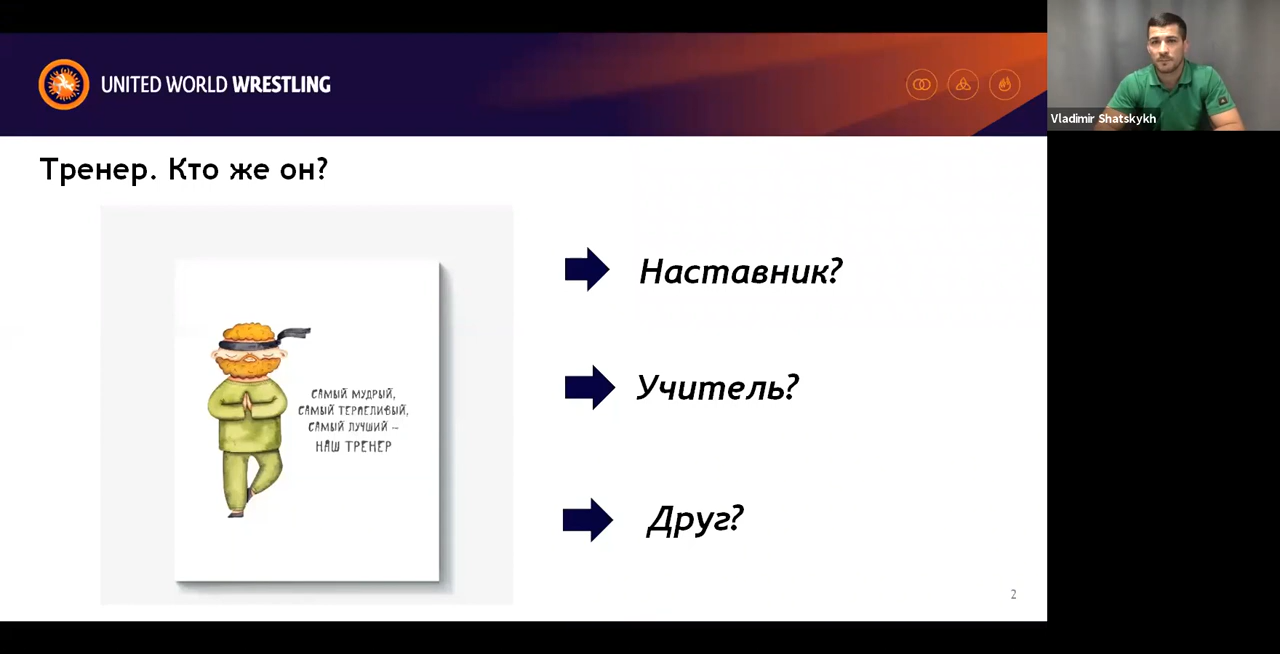 UNITED WORLD WRESTLING
Vladimir Shatskykh
Тренер. Кто же он?
Наставник?
САМЫЙ МУДРЫЙ,
САМЫЙ ТЕРПЕЛИВЫЙ,
САМЫЙ ЛУЧШИЙ –
НАШ ТРЕНЕР
Учитель?
Друг?
2